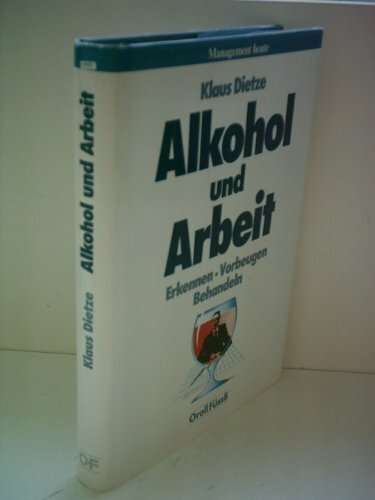 Management heute
Klaus Dietze
Alkohol
und
Arbeit
Erkennen • Vorbeugen
Behandeln
Orell Füssli
Klaus Dietze Alkohol und Arbeit
OF